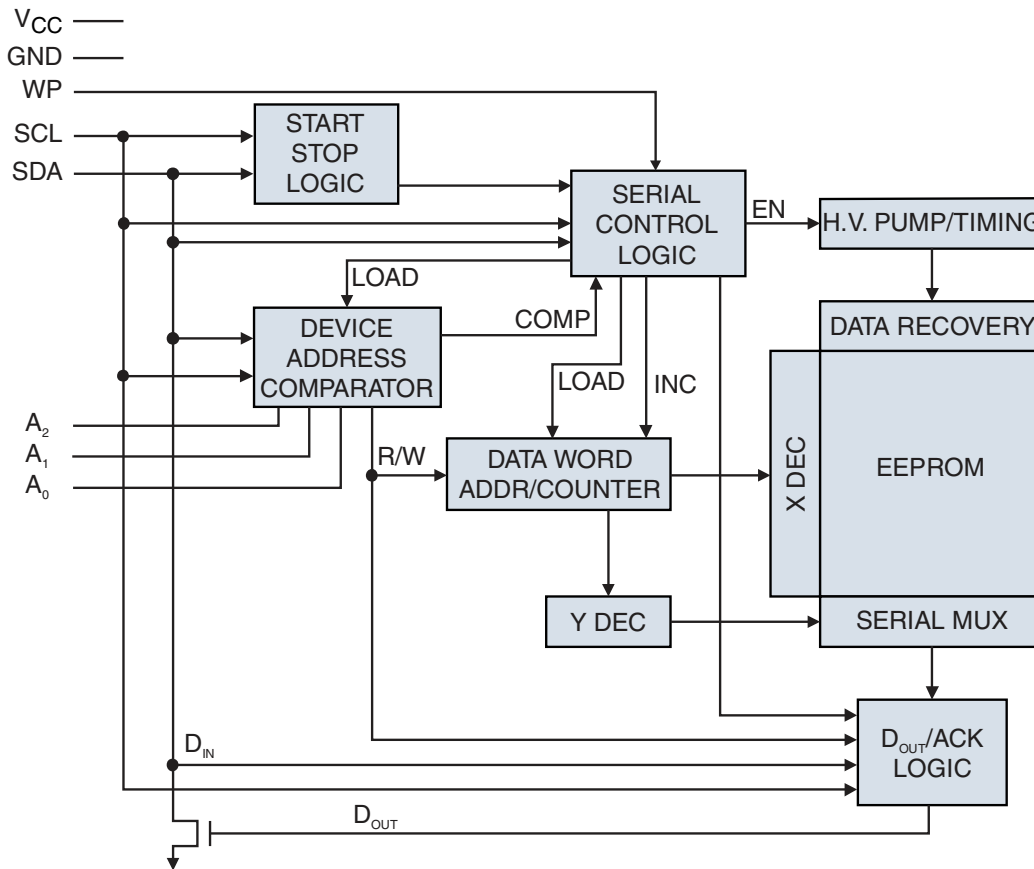 VCC
GND
WP
SCL
SDA
START
STOP
LOGIC
SERIAL
CONTROL
LOGIC
EN
H.V. PUMP/TIMING
LOAD
COMP
DEVICE
ADDRESS
COMPARATOR
DATA RECOVERY
LOAD
INC
A2
A1
A0
R/W
DATA WORD
ADDR/COUNTER
X DEC
EEPROM
Y DEC
SERIAL MUX
DIN
DOUT/ACK
LOGIC
DOUT